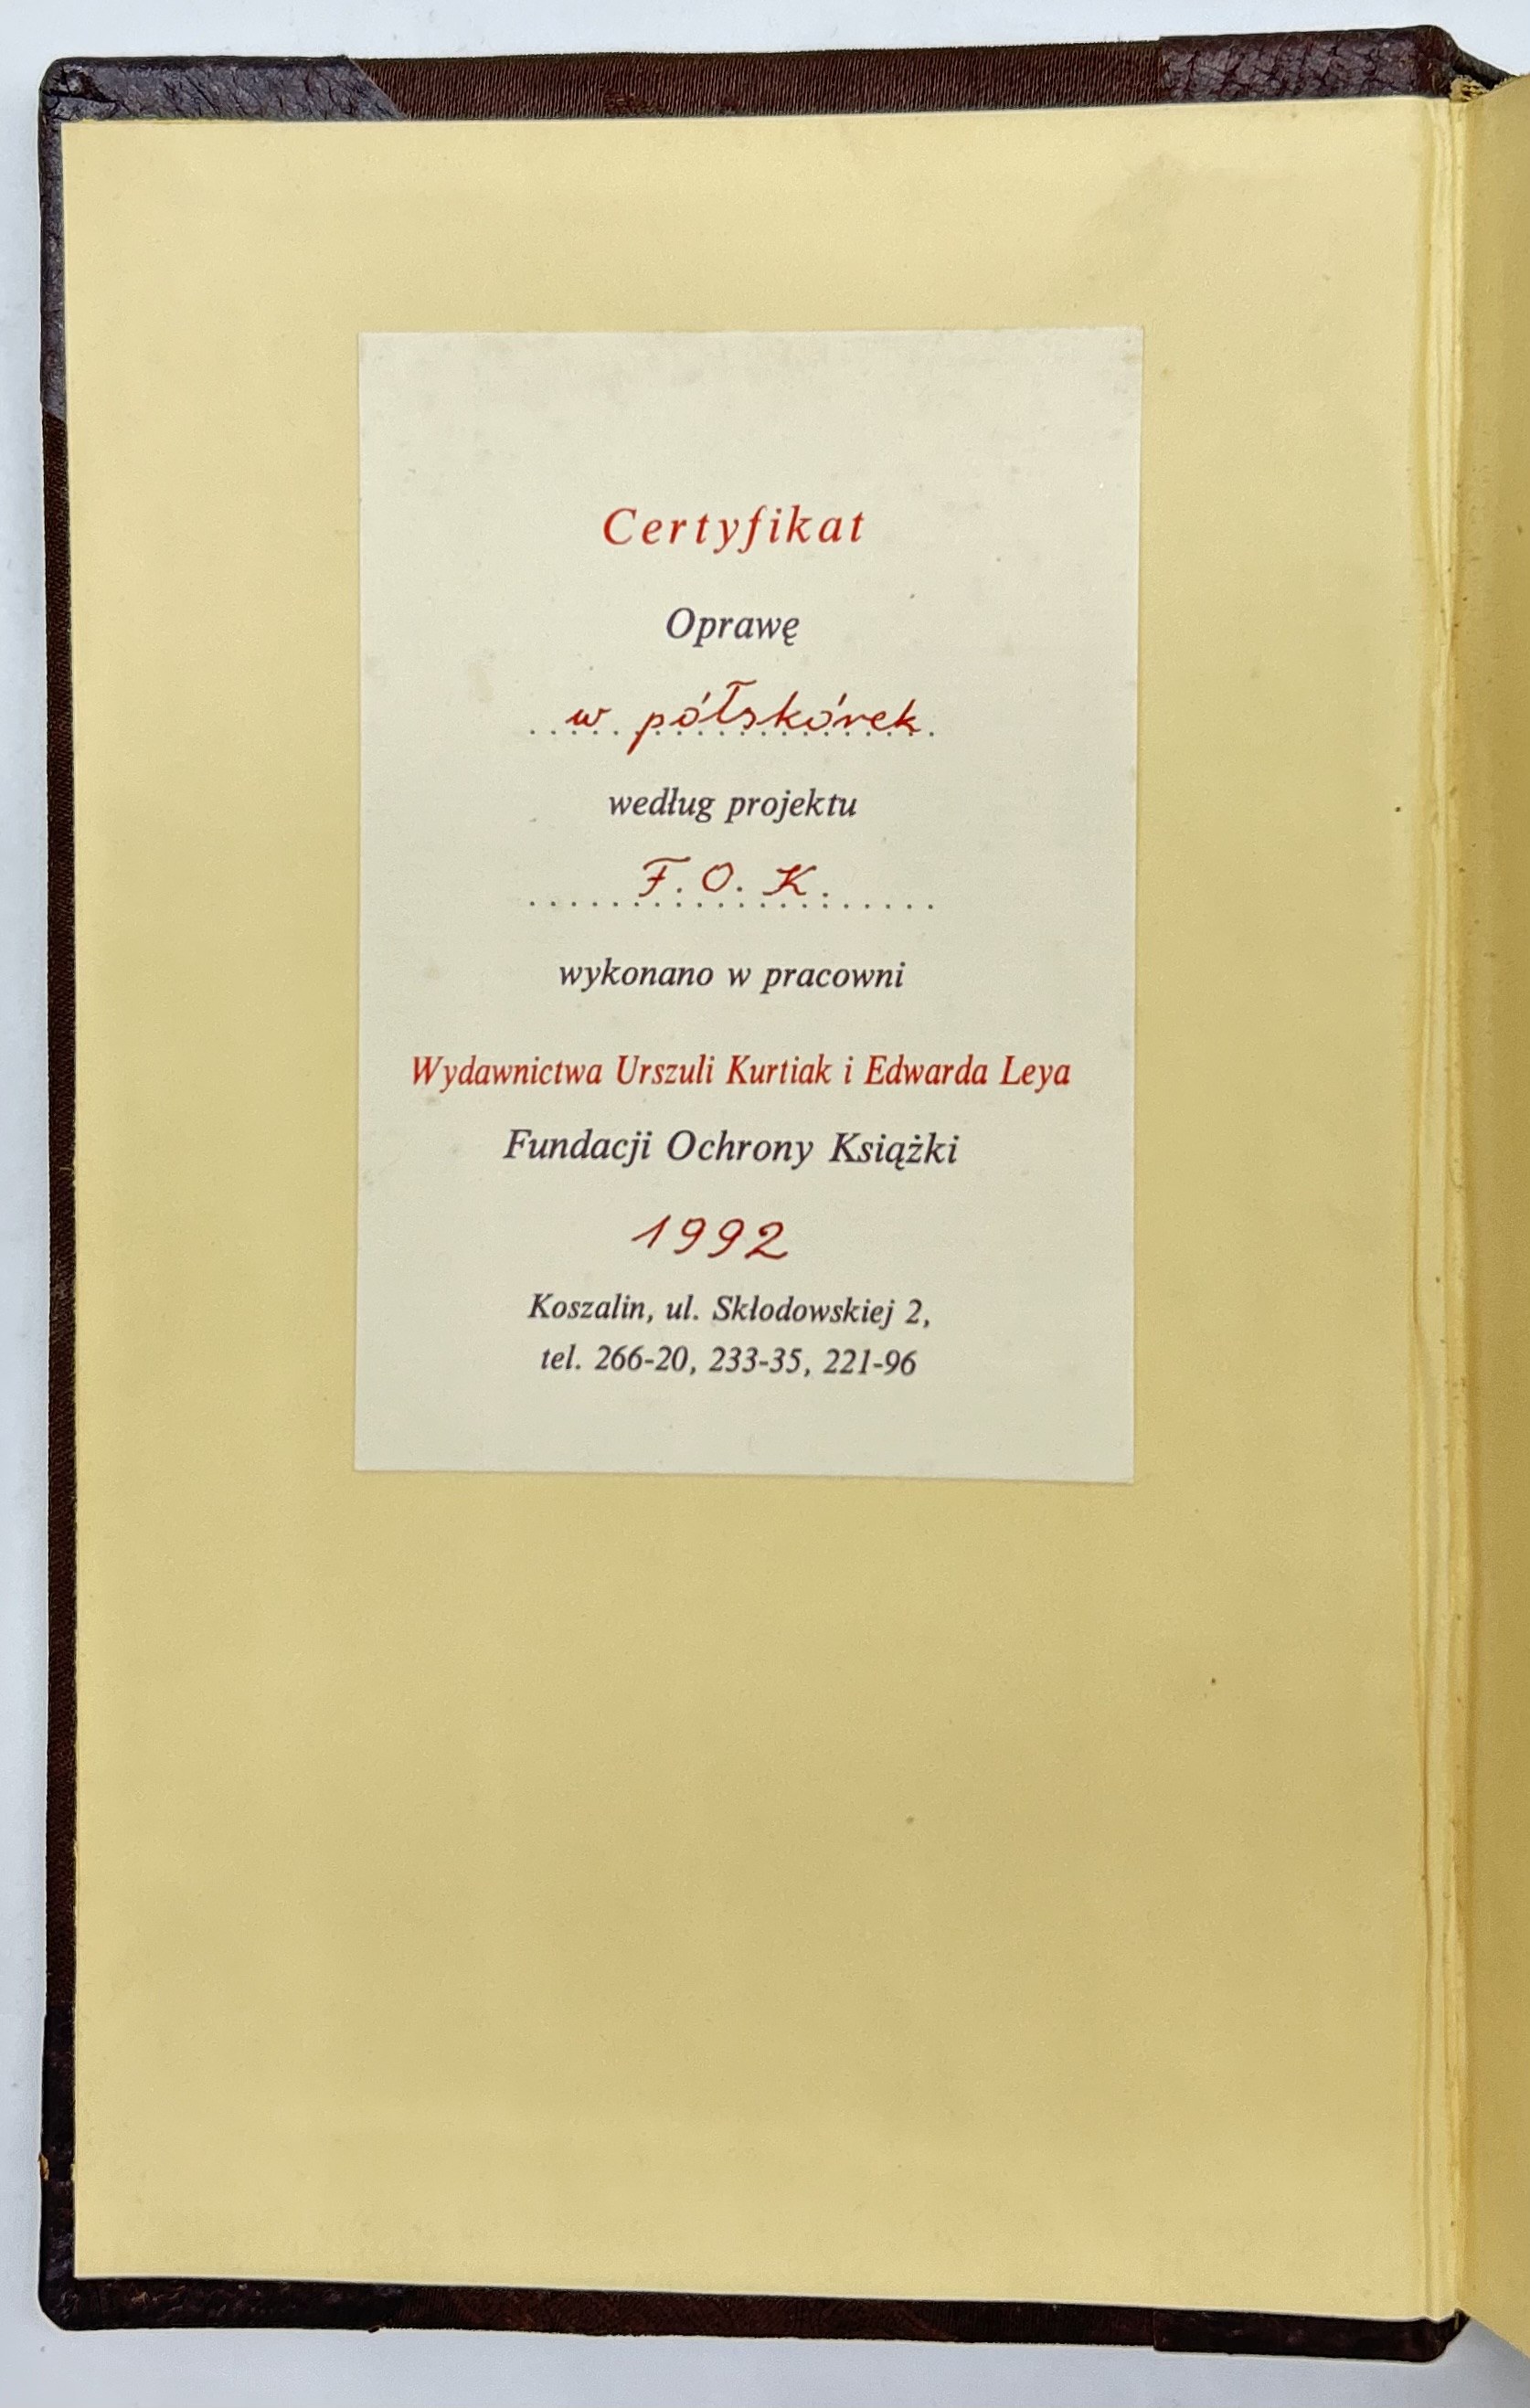 Certyfikat
Oprawę
w półskórek
według projektu
F. O. K.
wykonano w pracowni
Wydawnictwa Urszuli Kurtiak i Edwarda Leya
Fundacji Ochrony Książki
1992
Koszalin, ul. Skłodowskiej 2,
tel. 266-20, 233-35, 221-96